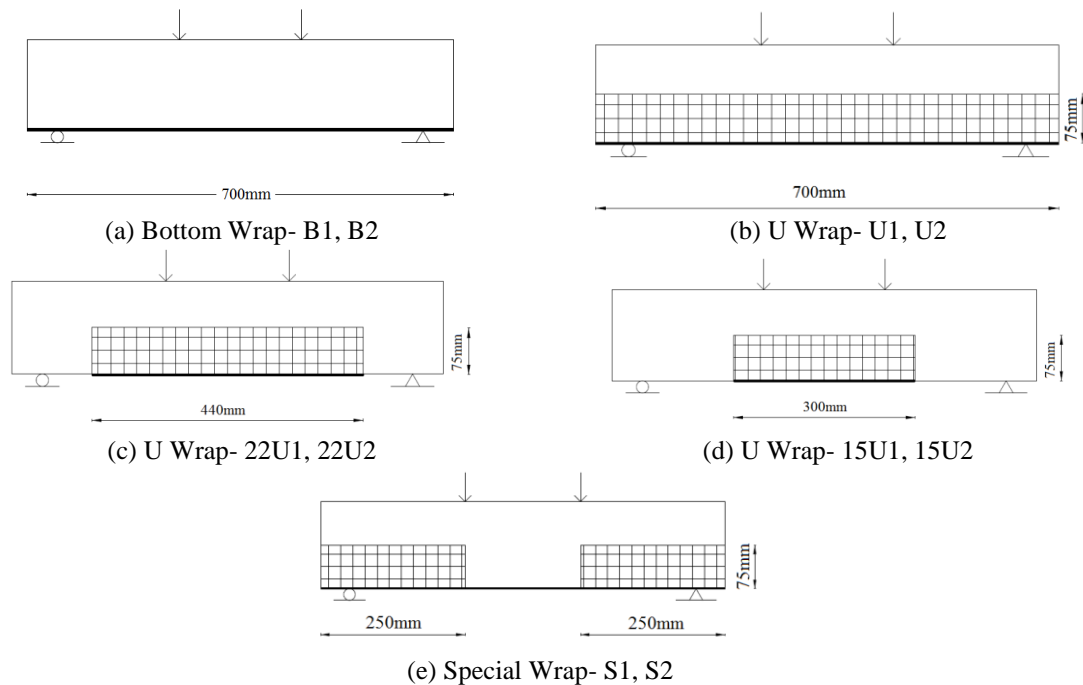 75mm
700mm
700mm
(a) Bottom Wrap- B1, B2
(b) U Wrap- U1, U2
75mm
75mm
440mm
300mm
(c) U Wrap- 22U1, 22U2
(d) U Wrap- 15U1, 15U2
75mm
250mm
250mm
(e) Special Wrap- S1, S2